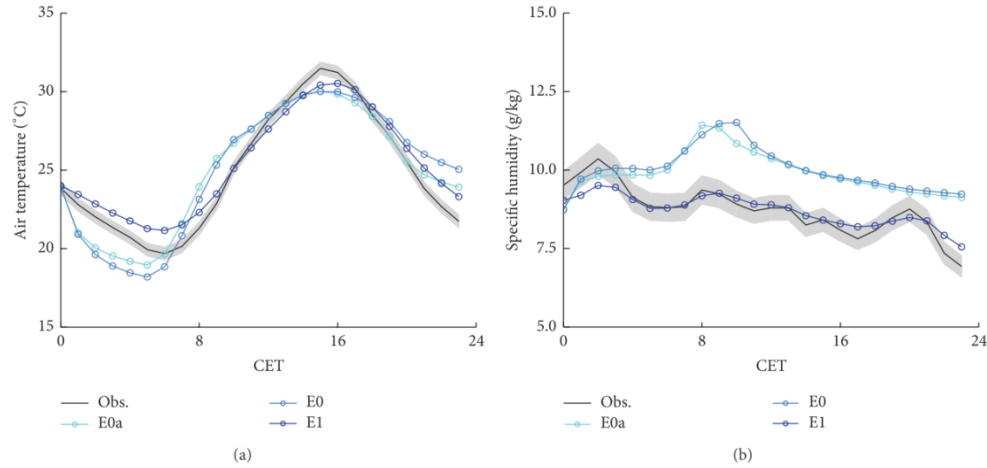 35
30
25
20
15
Air temperature (°C)
0 8 16 24
CET
Obs. E0
E0a E1
(a)
15.0
12.5
10.0
7.5
5.0
Specific humidity (g/kg)
0 8 16 24
CET
Obs. E0
E0a E1
(b)